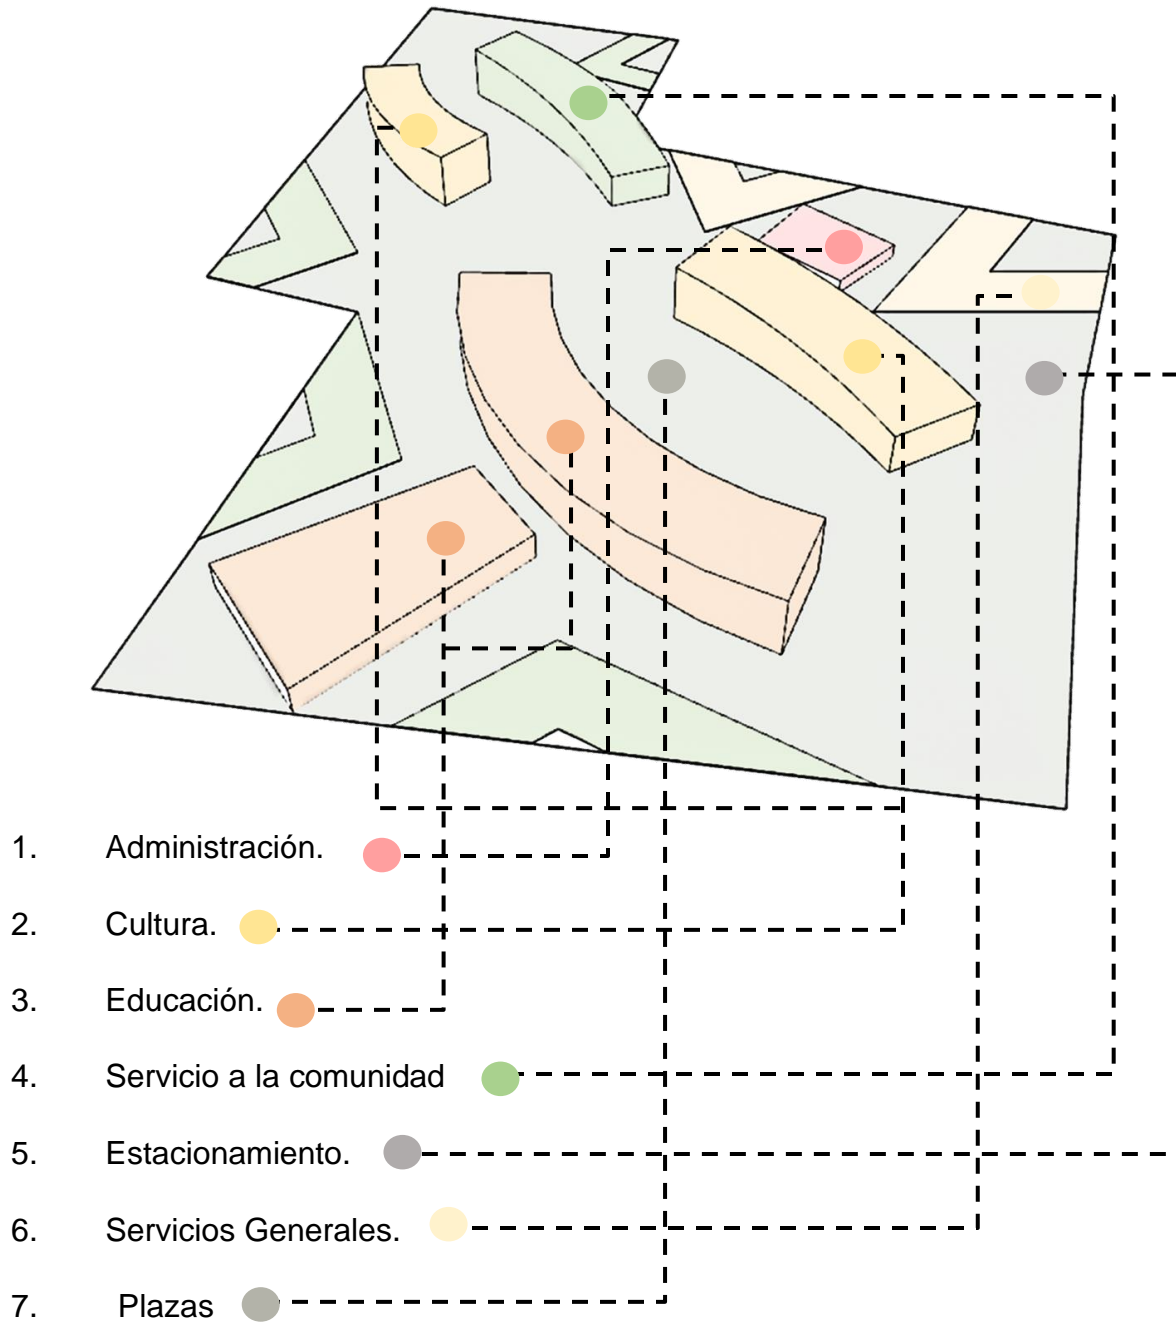 1. Administración.
2. Cultura.
3. Educación.
4. Servicio a la comunidad
5. Estacionamiento.
6. Servicios Generales.
7. Plazas